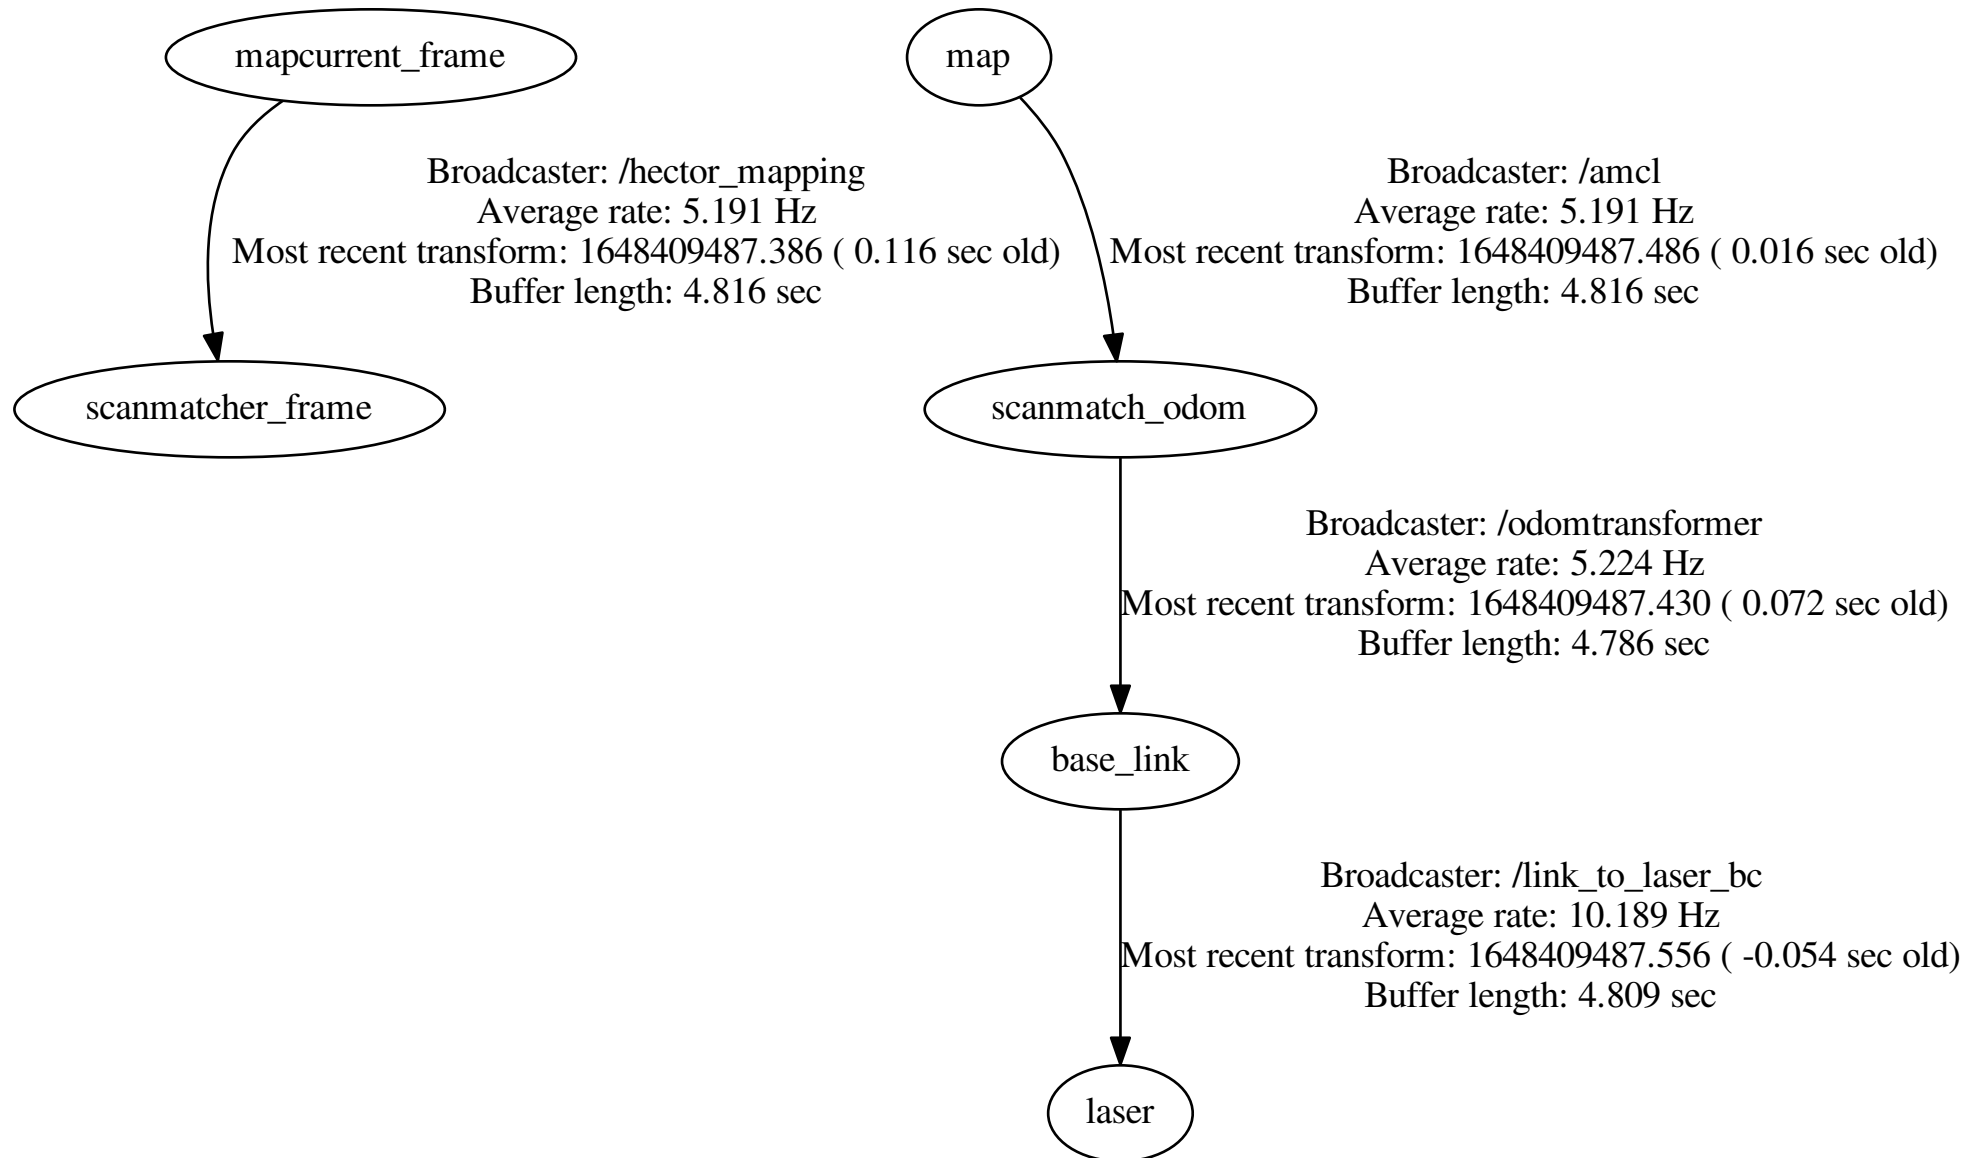 mapcurrent_frame
map
Broadcaster: /hector_mapping
Average rate: 5.191 Hz
Most recent transform: 1648409487.386 ( 0.116 sec old)
Buffer length: 4.816 sec
Broadcaster: /amcl
Average rate: 5.191 Hz
Most recent transform: 1648409487.486 ( 0.016 sec old)
Buffer length: 4.816 sec
scanmatcher_frame
scanmatch_odom
Broadcaster: /odomtransformer
Average rate: 5.224 Hz
Most recent transform: 1648409487.430 ( 0.072 sec old)
Buffer length: 4.786 sec
base_link
Broadcaster: /link_to_laser_bc
Average rate: 10.189 Hz
Most recent transform: 1648409487.556 ( -0.054 sec old)
Buffer length: 4.809 sec
laser